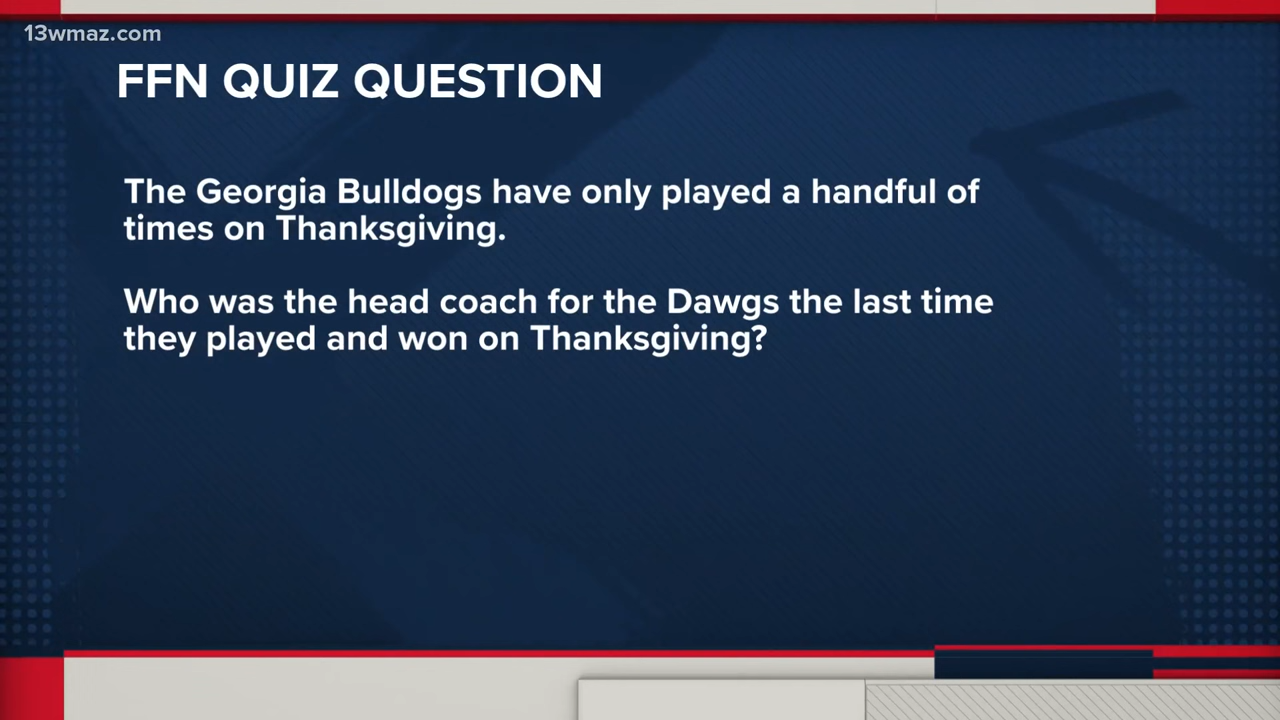 13wmaz.com
FFN QUIZ QUESTION
The Georgia Bulldogs have only played a handful of
times on Thanksgiving.
Who was the head coach for the Dawgs the last time
they played and won on Thanksgiving?